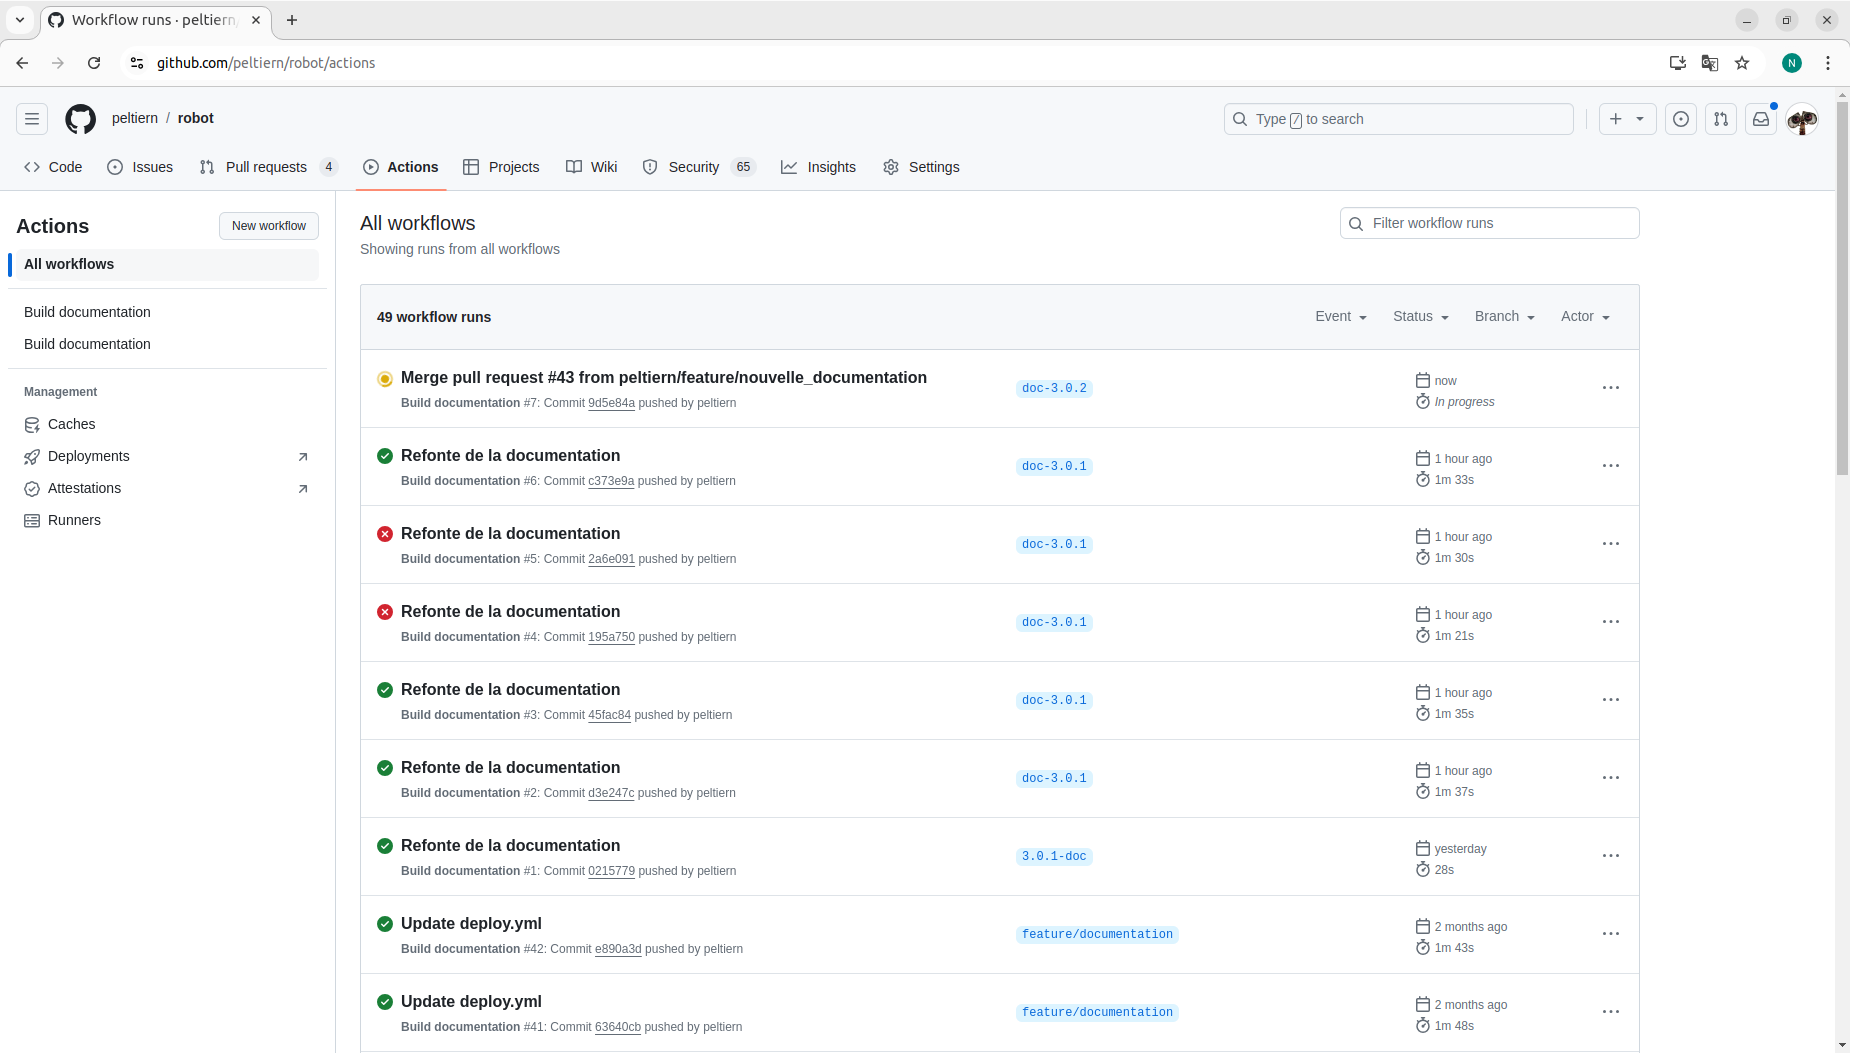 Workflow runs · peltiern
github.com/peltiern/robot/actions
N
peltiern / robot
Type / to search
Code
Issues
Pull requests 4
Actions
Projects
Wiki
Security 65
Insights
Settings
Actions
New workflow
All workflows
Build documentation
Build documentation
Management
Caches
Deployments
Attestations
Runners
All workflows
Showing runs from all workflows
Filter workflow runs
49 workflow runs
Event
Status
Branch
Actor
Merge pull request #43 from peltiern/feature/nouvelle_documentation
Build documentation #7: Commit 9d5e84a pushed by peltiern
doc-3.0.2
now
In progress
Refonte de la documentation
Build documentation #6: Commit c373e9a pushed by peltiern
doc-3.0.1
1 hour ago
1m 33s
Refonte de la documentation
Build documentation #5: Commit 2a6e091 pushed by peltiern
doc-3.0.1
1 hour ago
1m 30s
Refonte de la documentation
Build documentation #4: Commit 195a750 pushed by peltiern
doc-3.0.1
1 hour ago
1m 21s
Refonte de la documentation
Build documentation #3: Commit 45fac84 pushed by peltiern
doc-3.0.1
1 hour ago
1m 35s
Refonte de la documentation
Build documentation #2: Commit d3e247c pushed by peltiern
doc-3.0.1
1 hour ago
1m 37s
Refonte de la documentation
Build documentation #1: Commit 0215779 pushed by peltiern
3.0.1-doc
yesterday
28s
Update deploy.yml
Build documentation #42: Commit e890a3d pushed by peltiern
feature/documentation
2 months ago
1m 43s
Update deploy.yml
Build documentation #41: Commit 63640cb pushed by peltiern
feature/documentation
2 months ago
1m 48s